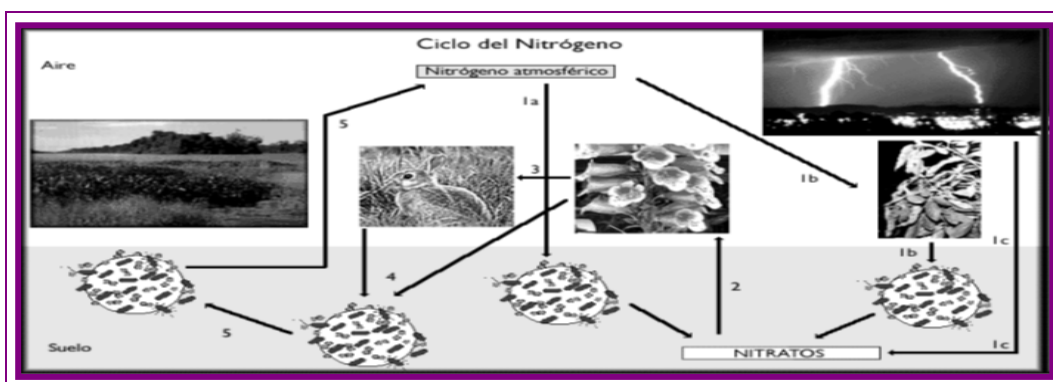 Ciclo del Nitrógeno
Aire
Nitrógeno atmosférico
1a
5
3
1b
1b
1c
4
2
5
Suelo
NITRATOS
1c